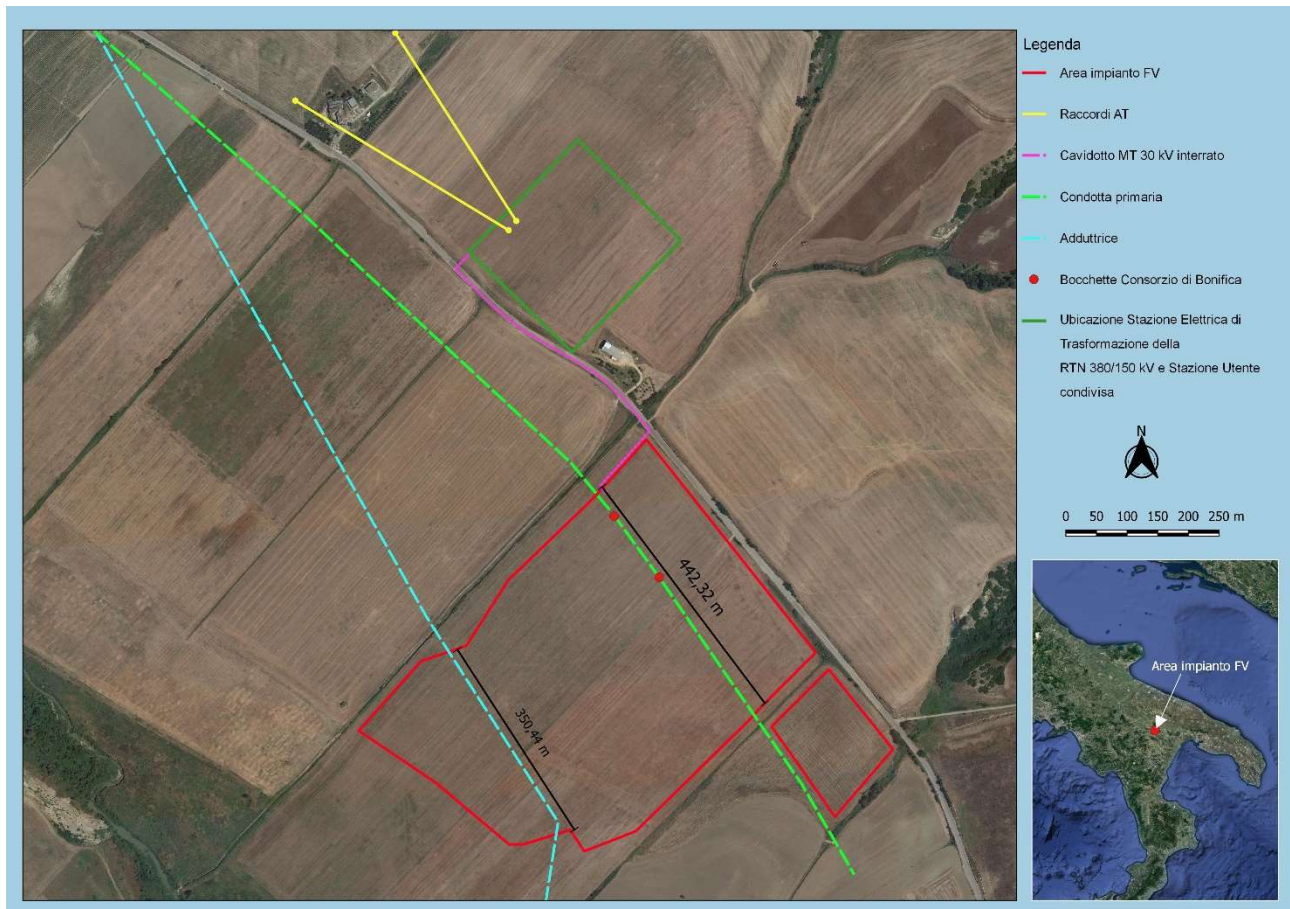 Legenda
Area impianto FV
Raccordi AT
Cavidotto MT 30 kV interrato
Condotta primaria
Adduttrice
Bocchette Consorzio di Bonifica
Ubicazione Stazione Elettrica di
Trasformazione della
RTN 380/150 kV e Stazione Utente
condivisa
N
0 50 100 150 200 250 m
442,32 m
350,44 m
Area impianto FV